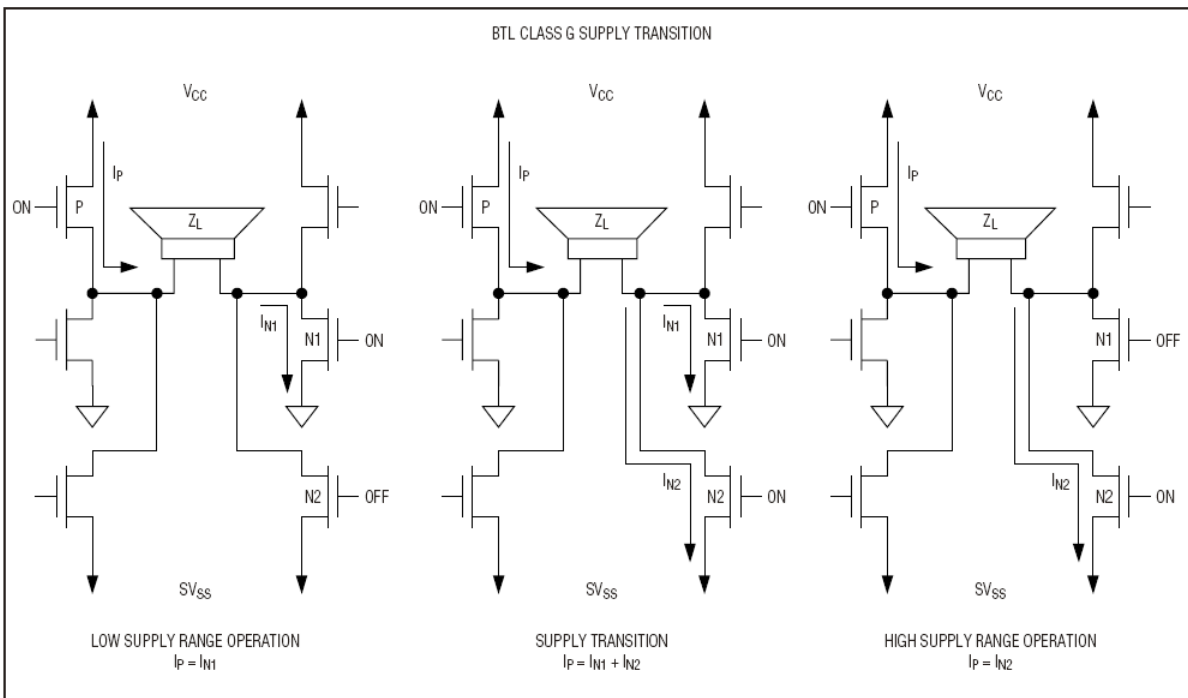 BTL CLASS G SUPPLY TRANSITION
VCC
IP
ON
P
ZL
IN1
N1
ON
N2
OFF
SVSS
LOW SUPPLY RANGE OPERATION
IP = IN1
VCC
IP
ON
P
ZL
IN1
N1
ON
IN2
N2
ON
SVSS
SUPPLY TRANSITION
IP = IN1 + IN2
VCC
IP
ON
P
ZL
N1
OFF
IN2
N2
ON
SVSS
HIGH SUPPLY RANGE OPERATION
IP = IN2